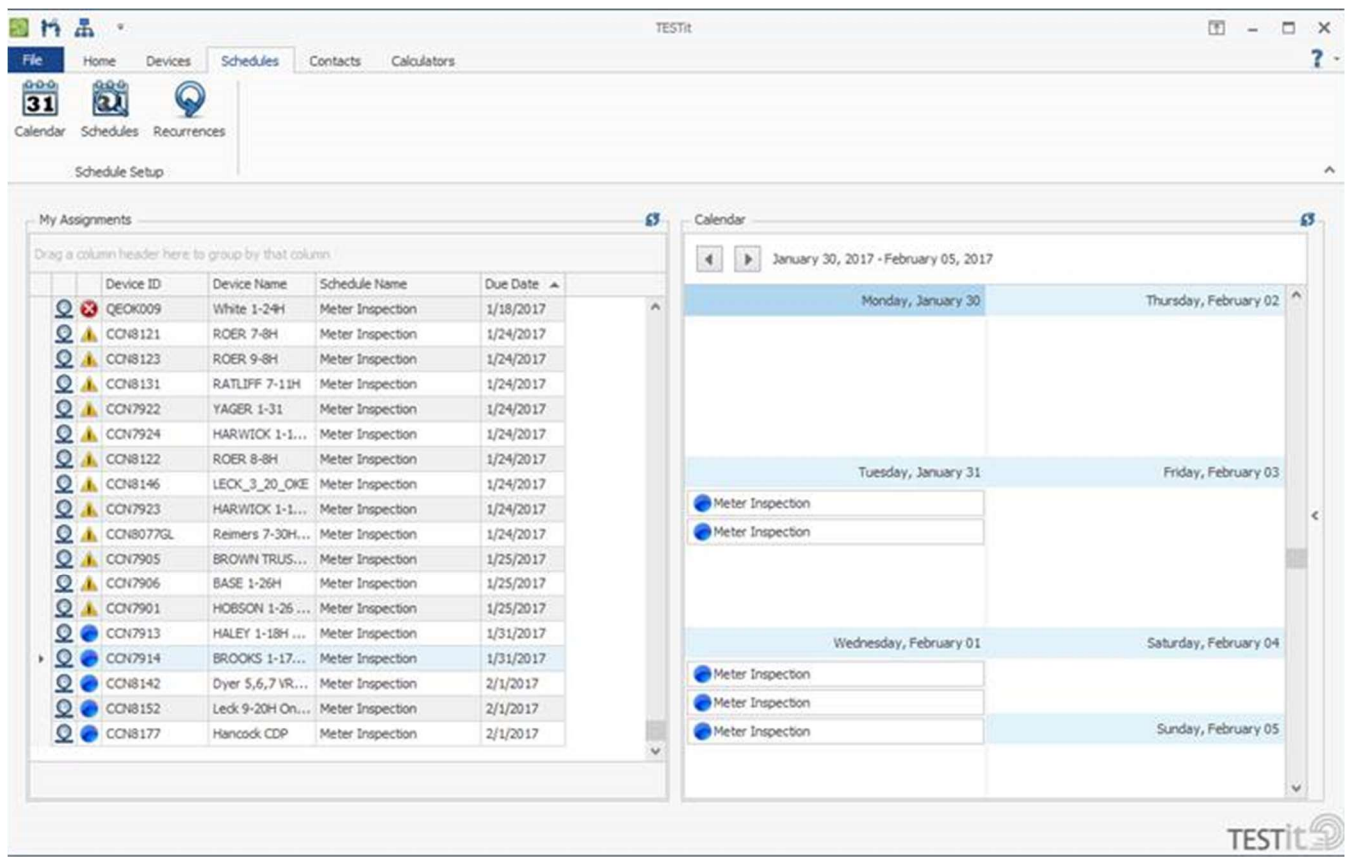 TESTit
File Home Devices Schedules Contacts Calculators
?
31
Calendar Schedules Recurrences
Schedule Setup
My Assignments
Drag a column header here to group by that column
Device ID Device Name Schedule Name Due Date
QEOK009 White 1-24H Meter Inspection 1/18/2017
CCN8121 ROER 7-8H Meter Inspection 1/24/2017
CCN8123 ROER 9-8H Meter Inspection 1/24/2017
CCN8131 RATLIFF 7-11H Meter Inspection 1/24/2017
CCN7922 YAGER 1-31 Meter Inspection 1/24/2017
CCN7924 HARWICK 1-1... Meter Inspection 1/24/2017
CCN8122 ROER 8-8H Meter Inspection 1/24/2017
CCN8146 LECK_3_20_OKE Meter Inspection 1/24/2017
CCN7923 HARWICK 1-1... Meter Inspection 1/24/2017
CCN8077GL Reimers 7-30H... Meter Inspection 1/24/2017
CCN7905 BROWN TRUS... Meter Inspection 1/25/2017
CCN7906 BASE 1-26H Meter Inspection 1/25/2017
CCN7901 HOBSON 1-26 ... Meter Inspection 1/25/2017
CCN7913 HALEY 1-18H ... Meter Inspection 1/31/2017
CCN7914 BROOKS 1-17... Meter Inspection 1/31/2017
CCN8142 Dyer 5,6,7 VR... Meter Inspection 2/1/2017
CCN8152 Leck 9-20H On... Meter Inspection 2/1/2017
CCN8177 Hancock CDP Meter Inspection 2/1/2017
Calendar
January 30, 2017 - February 05, 2017
Monday, January 30 Thursday, February 02
Tuesday, January 31 Friday, February 03
Meter Inspection
Meter Inspection
Wednesday, February 01 Saturday, February 04
Meter Inspection
Meter Inspection
Meter Inspection Sunday, February 05
TESTit